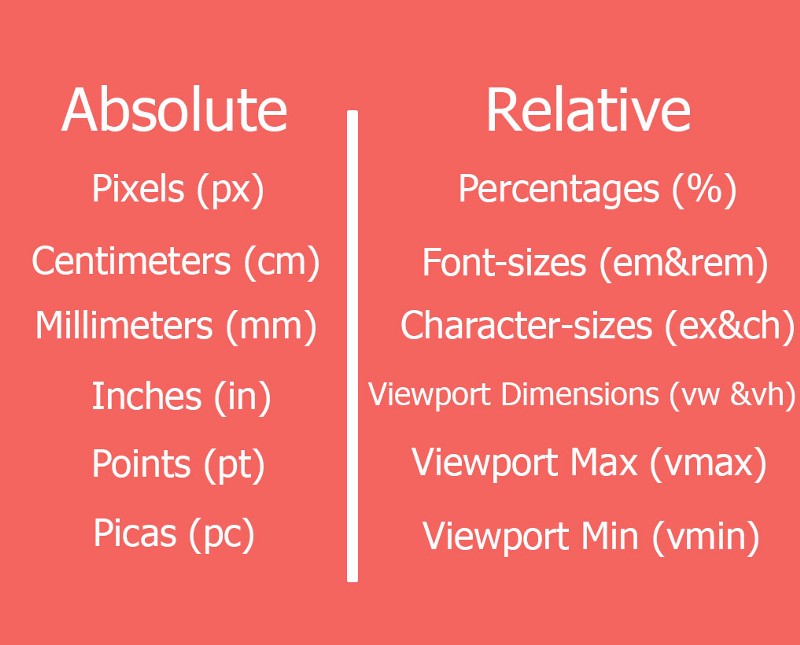 Absolute
Pixels (px)
Centimeters (cm)
Millimeters (mm)
Inches (in)
Points (pt)
Picas (pc)
Relative
Percentages (%)
Font-sizes (em&rem)
Character-sizes (ex&ch)
Viewport Dimensions (vw &vh)
Viewport Max (vmax)
Viewport Min (vmin)